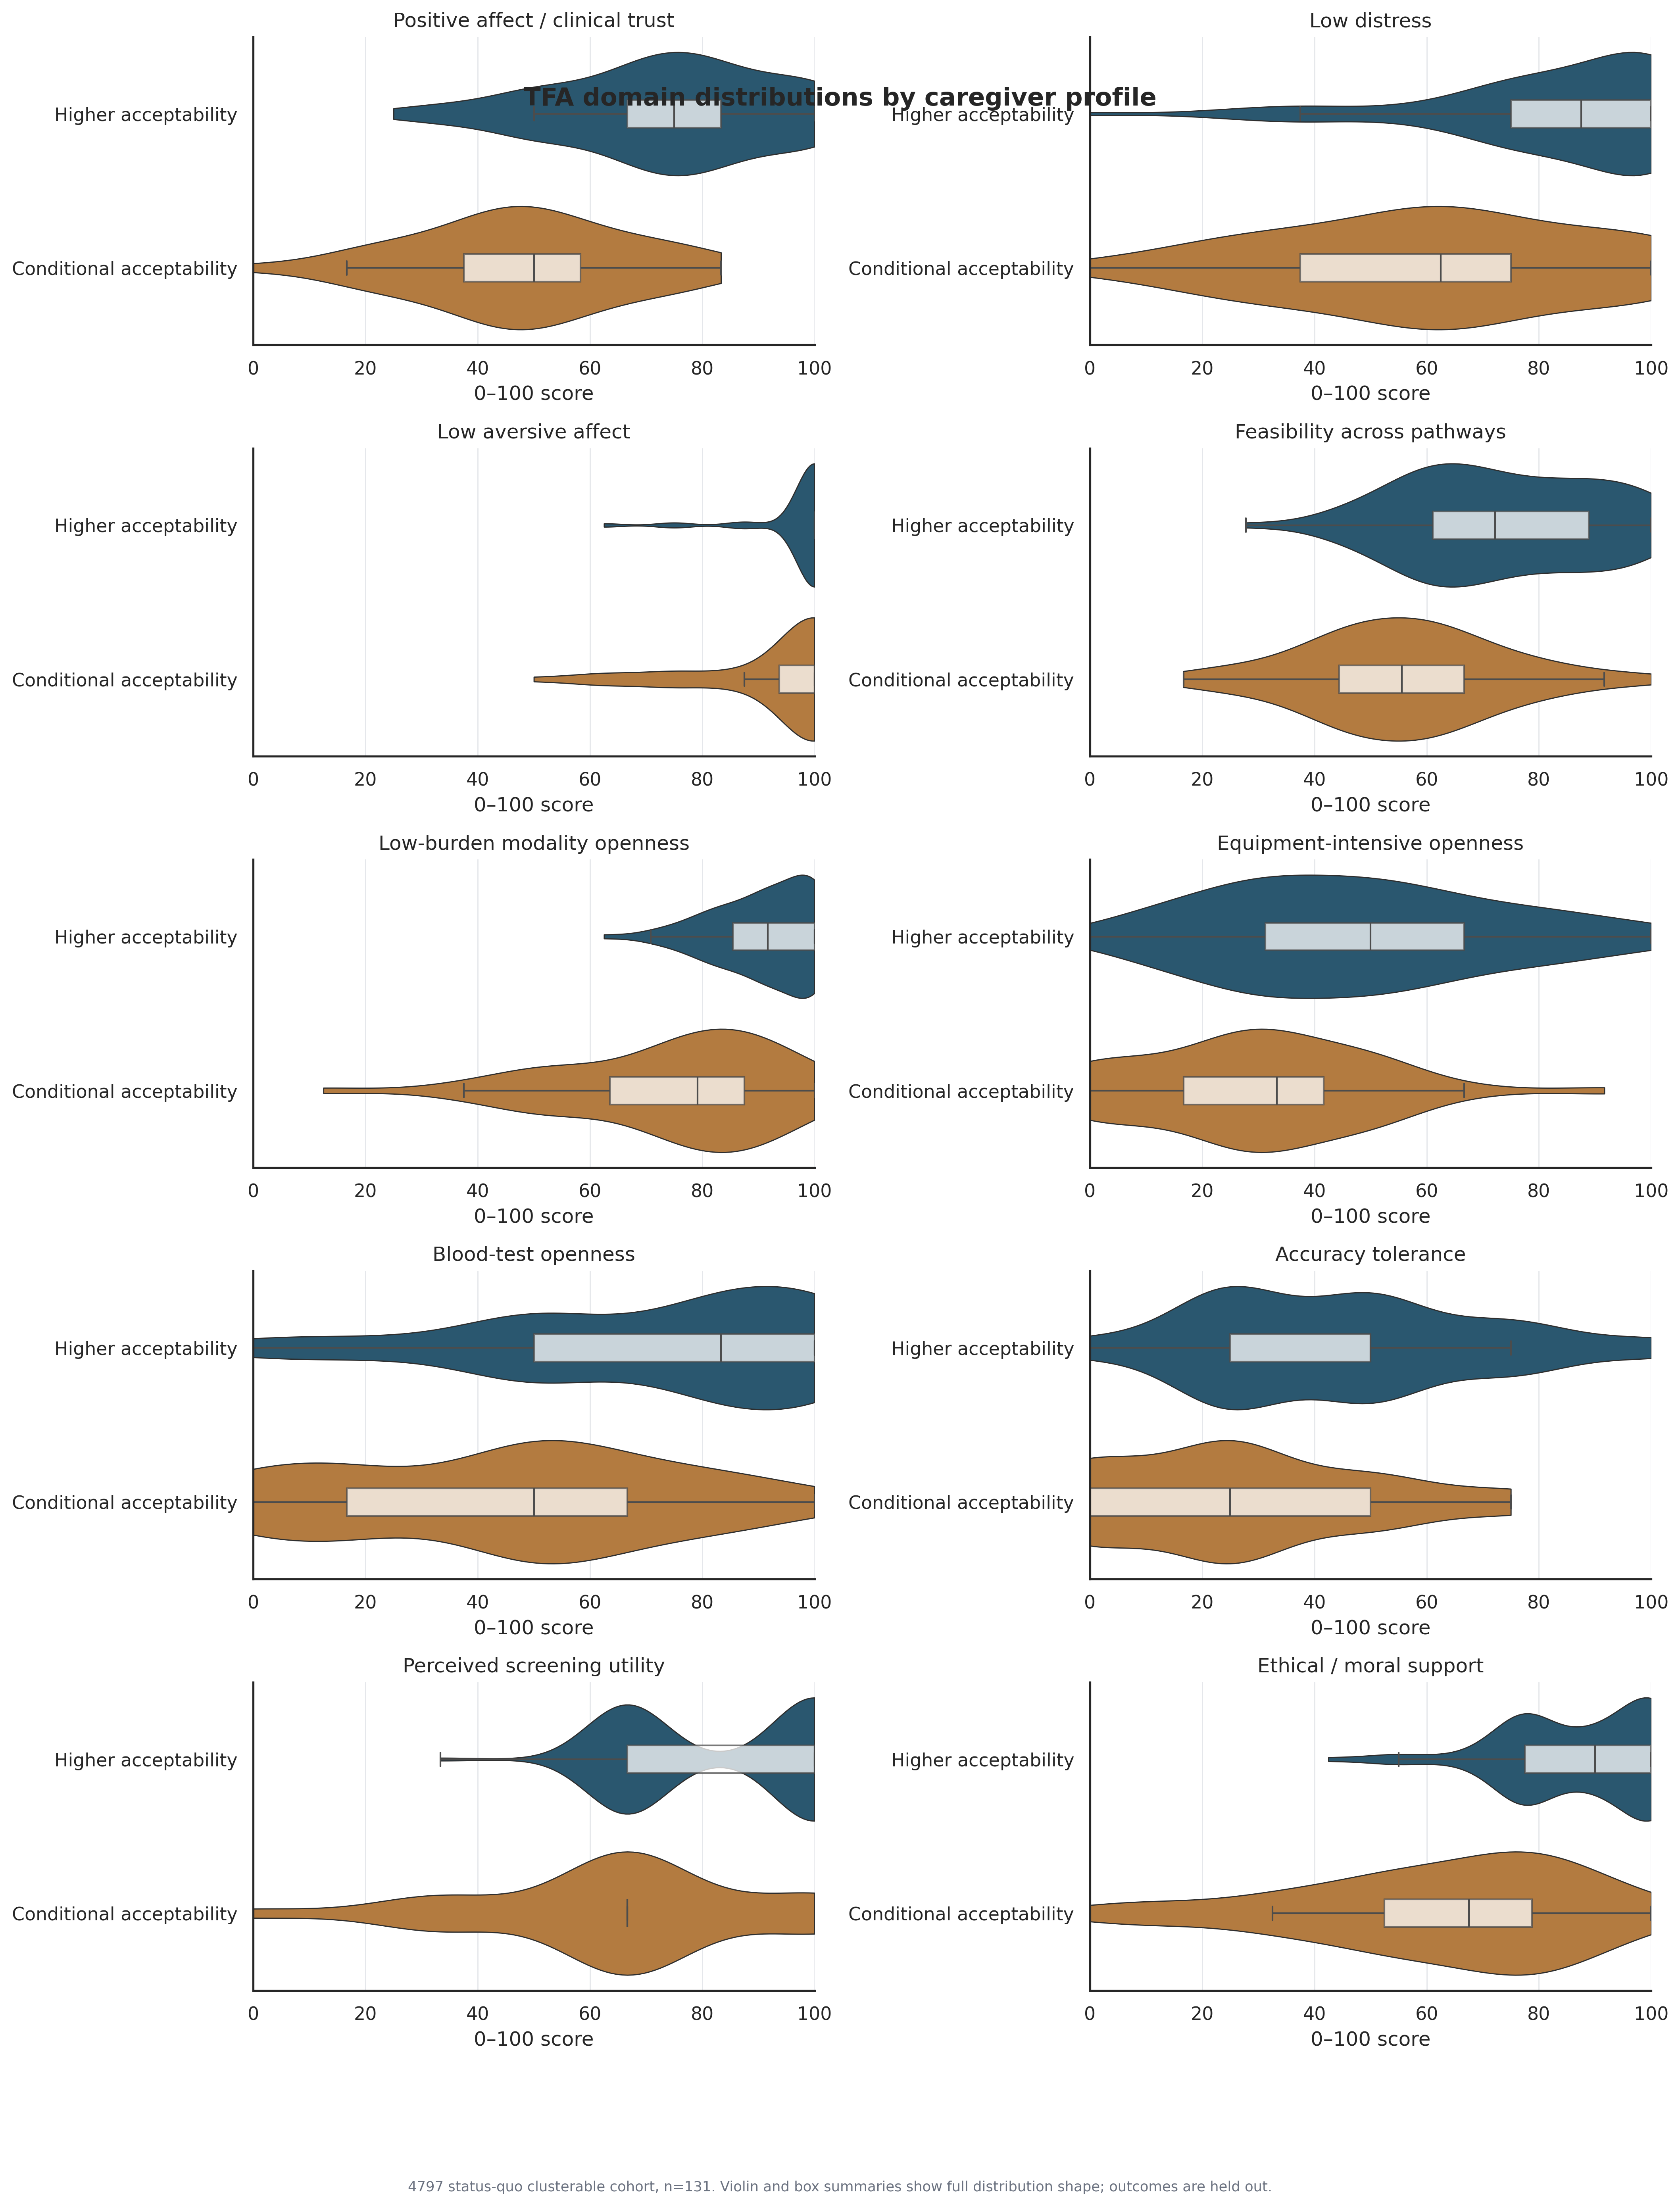 Positive affect / clinical trust
Low distress
TFA domain distributions by caregiver profile
Higher acceptability
Higher acceptability
Conditional acceptability
Conditional acceptability
0 20 40 60 80 100
0 20 40 60 80 100
0–100 score
0–100 score
Low aversive affect
Feasibility across pathways
Higher acceptability
Higher acceptability
Conditional acceptability
Conditional acceptability
0 20 40 60 80 100
0 20 40 60 80 100
0–100 score
0–100 score
Low-burden modality openness
Equipment-intensive openness
Higher acceptability
Higher acceptability
Conditional acceptability
Conditional acceptability
0 20 40 60 80 100
0 20 40 60 80 100
0–100 score
0–100 score
Blood-test openness
Accuracy tolerance
Higher acceptability
Higher acceptability
Conditional acceptability
Conditional acceptability
0 20 40 60 80 100
0 20 40 60 80 100
0–100 score
0–100 score
Perceived screening utility
Ethical / moral support
Higher acceptability
Higher acceptability
Conditional acceptability
Conditional acceptability
0 20 40 60 80 100
0 20 40 60 80 100
0–100 score
0–100 score
4797 status-quo clusterable cohort, n=131. Violin and box summaries show full distribution shape; outcomes are held out.